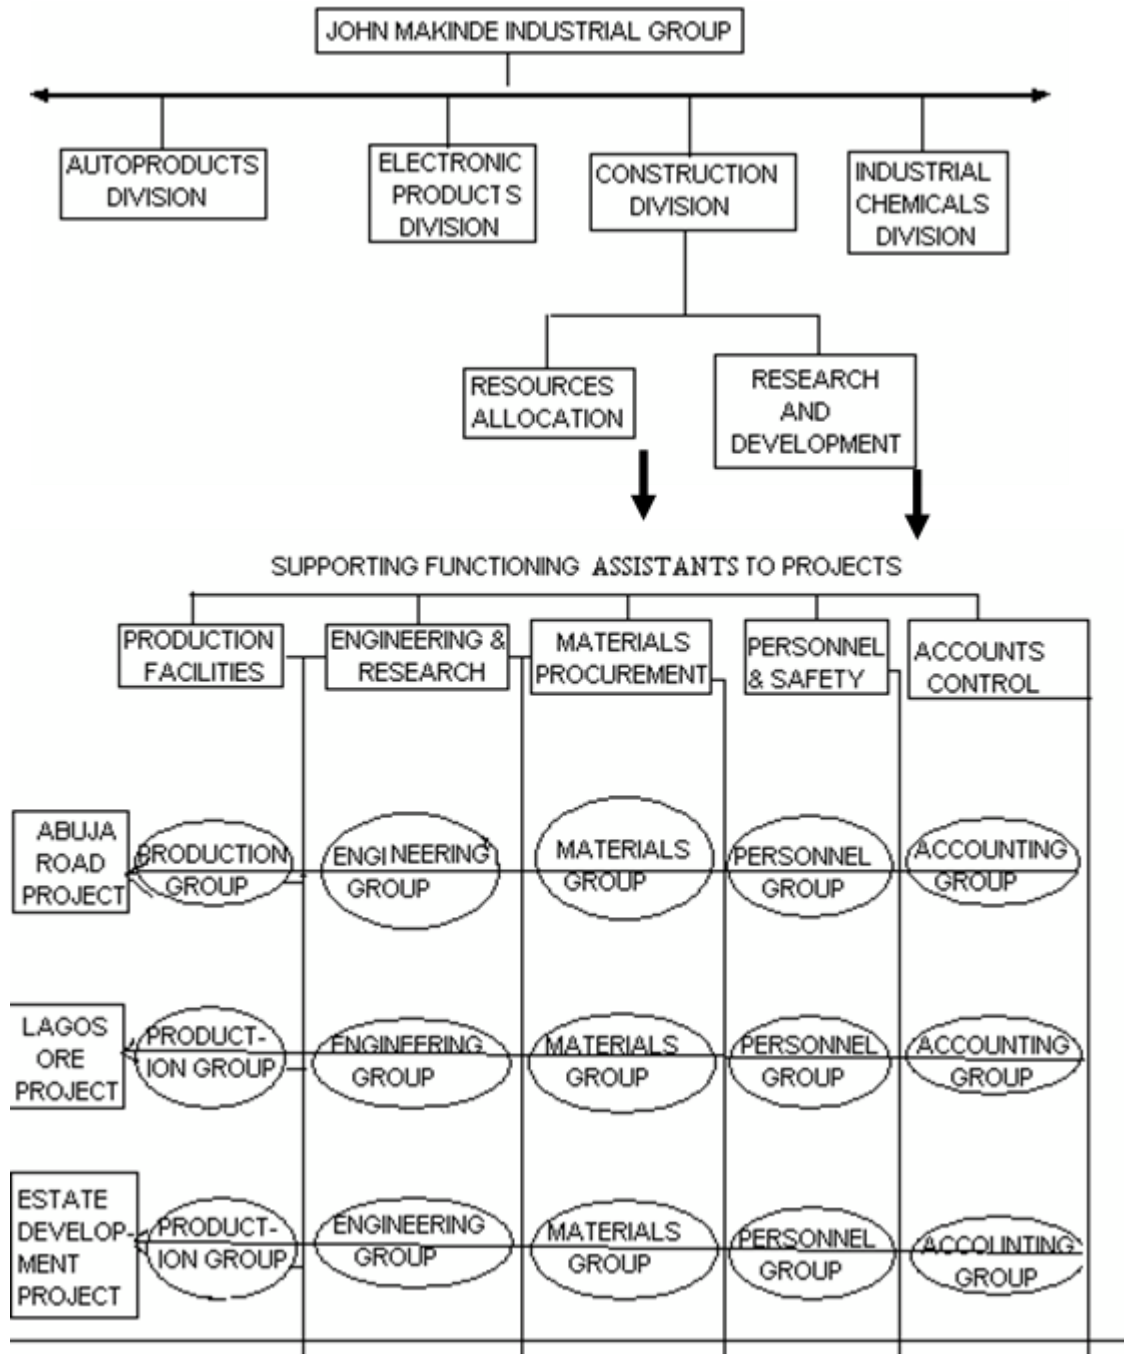 JOHN MAKINDE INDUSTRIAL GROUP
AUTOPRODUCTS
DIVISION
ELECTRONIC
PRODUCTS
DIVISION
CONSTRUCTION
DIVISION
INDUSTRIAL
CHEMICALS
DIVISION
RESOURCES
ALLOCATION
RESEARCH
AND
DEVELOPMENT
SUPPORTING FUNCTIONING ASSISTANTS TO PROJECTS
PRODUCTION
FACILITIES
ENGINEERING &
RESEARCH
MATERIALS
PROCUREMENT
PERSONNEL
& SAFETY
ACCOUNTS
CONTROL
ABUJA
ROAD
PROJECT
PRODUCTION
GROUP
ENGINEERING
GROUP
MATERIALS
GROUP
PERSONNEL
GROUP
ACCOUNTING
GROUP
LAGOS
ORE
PROJECT
PRODUCT-
ION GROUP
ENGINEERING
GROUP
MATERIALS
GROUP
PERSONNEL
GROUP
ACCOUNTING
GROUP
ESTATE
DEVELOP-
MENT
PROJECT
PRODUCT-
ION GROUP
ENGINEERING
GROUP
MATERIALS
GROUP
PERSONNEL
GROUP
ACCOUNTING
GROUP